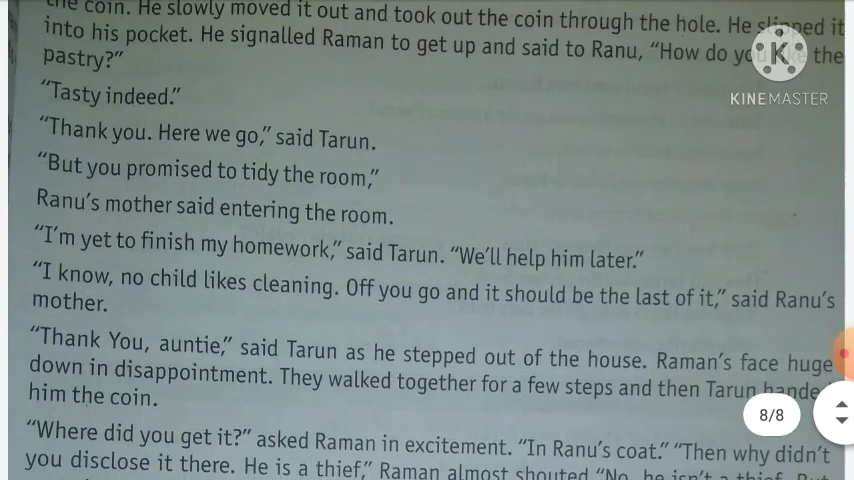 the coin. He slowly moved it out and took out the coin through the hole. He slipped it
into his pocket. He signalled Raman to get up and said to Ranu, “How do you the
pastry?”
“Tasty indeed.”
“Thank you. Here we go,” said Tarun.
“But you promised to tidy the room,”
Ranu’s mother said entering the room.
“I’m yet to finish my homework,” said Tarun. “We’ll help him later.”
“I know, no child likes cleaning. Off you go and it should be the last of it,” said Ranu’s
mother.
“Thank You, auntie,” said Tarun as he stepped out of the house. Raman’s face huge
down in disappointment. They walked together for a few steps and then Tarun
him the coin.
“Where did you get it?” asked Raman in excitement. “In Ranu’s coat.” “Then why didn’t
you disclose it there. He is a thief,” Raman almost shouted “No, he isn’t a thief. But
K
KINEMASTER
8/8